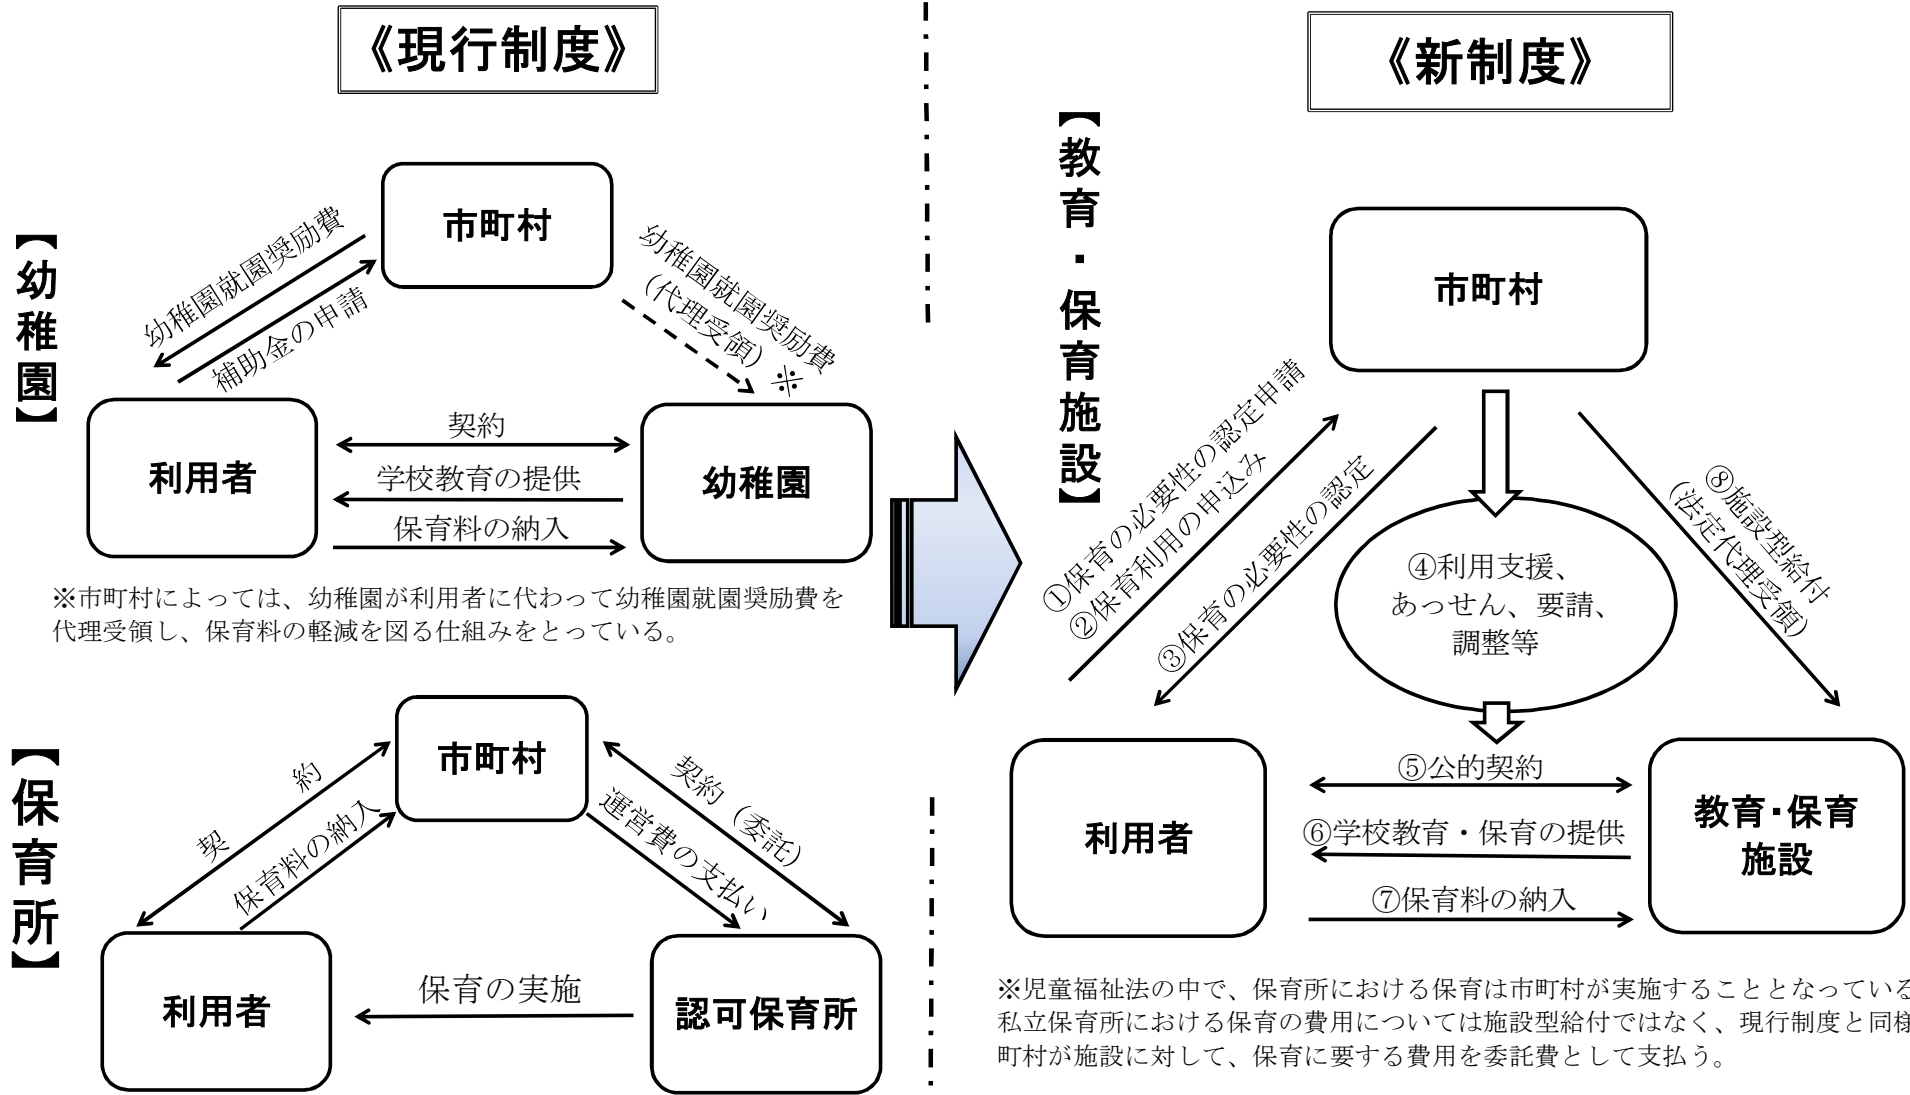 《現行制度》
【幼稚園】
市町村
幼稚園就園奨励費
補助金の申請
幼稚園就園奨励費
(代理受領) ※
利用者
契約
学校教育の提供
保育料の納入
幼稚園
※市町村によっては、幼稚園が利用者に代わって幼稚園就園奨励費を
代理受領し、保育料の軽減を図る仕組みをとっている。
【保育所】
市町村
契約
保育料の納入
契約(委託)
運営費の支払い
利用者
保育の実施
認可保育所
《新制度》
【教育・保育施設】
市町村
①保育の必要性の認定申請
②保育利用の申込み
③保育の必要性の認定
④利用支援、
あっせん、要請、
調整等
⑧施設型給付
(法定代理受領)
利用者
⑤公的契約
⑥学校教育・保育の提供
⑦保育料の納入
教育・保育
施設
※児童福祉法の中で、保育所における保育は市町村が実施することとなっている
私立保育所における保育の費用については施設型給付ではなく、現行制度と同様
町村が施設に対して、保育に要する費用を委託費として支払う。